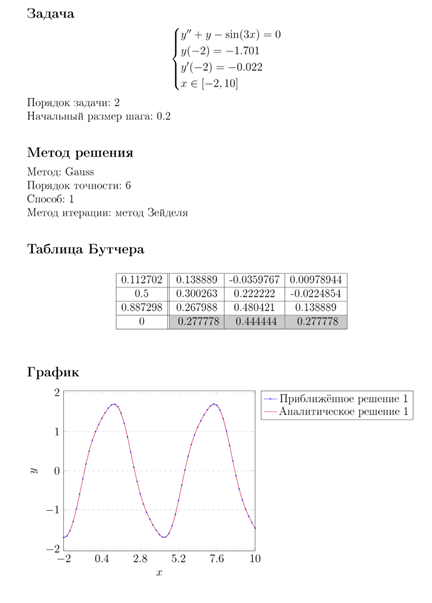 Задача
y'' + y − sin(3x) = 0
y(−2) = −1.701
y'(−2) = −0.022
x ∈ [−2, 10]
Порядок задачи: 2
Начальный размер шага: 0.2
Метод решения
Метод: Gauss
Порядок точности: 6
Способ: 1
Метод итерации: метод Зейделя
Таблица Бутчера
0.112702 0.138889 -0.0359767 0.00978944
0.5 0.300263 0.222222 -0.0224854
0.887298 0.267988 0.480421 0.138889
0 0.277778 0.444444 0.277778
График
Приближённое решение 1
Аналитическое решение 1
2
1
0
−1
−2
y
−2 0.4 2.8 5.2 7.6 10
x